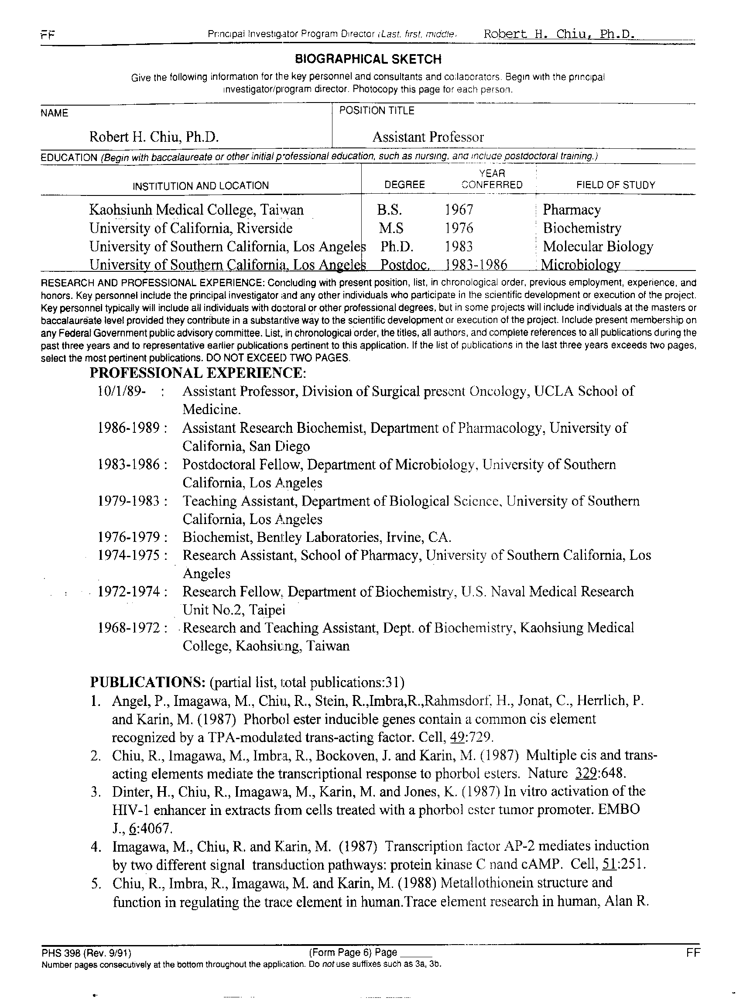 FF Principal Investigator Program Director (Last, first, middle) Robert H. Chiu, Ph.D.
BIOGRAPHICAL SKETCH
Give the following information for the key personnel and consultants and collaborators. Begin with the principal
investigator/program director. Photocopy this page for each person.
NAME POSITION TITLE
Robert H. Chiu, Ph.D. Assistant Professor
EDUCATION (Begin with baccalaureate or other initial professional education, such as nursing, and include postdoctoral training.)
INSTITUTION AND LOCATION DEGREE YEAR CONFERRED FIELD OF STUDY
Kaohsiunh Medical College, Taiwan B.S. 1967 Pharmacy
University of California, Riverside M.S 1976 Biochemistry
University of Southern California, Los Angeles Ph.D. 1983 Molecular Biology
University of Southern California, Los Angeles Postdoc. 1983-1986 Microbiology
RESEARCH AND PROFESSIONAL EXPERIENCE: Concluding with present position, list, in chronological order, previous employment, experience, and
honors. Key personnel include the principal investigator and any other individuals who participate in the scientific development or execution of the project.
Key personnel typically will include all individuals with doctoral or other professional degrees, but in some projects will include individuals at the masters or
baccalaureate level provided they contribute in a substantive way to the scientific development or execution of the project. Include present membership on
any Federal Government public advisory committee. List, in chronological order, the titles, all authors, and complete references to all publications during the
past three years and to representative earlier publications pertinent to this application. If the list of publications in the last three years exceeds two pages,
select the most pertinent publications. DO NOT EXCEED TWO PAGES.
PROFESSIONAL EXPERIENCE:
10/1/89- : Assistant Professor, Division of Surgical present Oncology, UCLA School of
Medicine.
1986-1989 : Assistant Research Biochemist, Department of Pharmacology, University of
California, San Diego
1983-1986 : Postdoctoral Fellow, Department of Microbiology, University of Southern
California, Los Angeles
1979-1983 : Teaching Assistant, Department of Biological Science, University of Southern
California, Los Angeles
1976-1979 : Biochemist, Bentley Laboratories, Irvine, CA.
1974-1975 : Research Assistant, School of Pharmacy, University of Southern California, Los
Angeles
1972-1974 : Research Fellow, Department of Biochemistry, U.S. Naval Medical Research
Unit No.2, Taipei
1968-1972 : Research and Teaching Assistant, Dept. of Biochemistry, Kaohsiung Medical
College, Kaohsiung, Taiwan
PUBLICATIONS: (partial list, total publications:31)
1. Angel, P., Imagawa, M., Chiu, R., Stein, R.,Imbra,R.,Rahmsdorf, H., Jonat, C., Herrlich, P.
and Karin, M. (1987) Phorbol ester inducible genes contain a common cis element
recognized by a TPA-modulated trans-acting factor. Cell, 49:729.
2. Chiu, R., Imagawa, M., Imbra, R., Bockoven, J. and Karin, M. (1987) Multiple cis and trans-
acting elements mediate the transcriptional response to phorbol esters. Nature 329:648.
3. Dinter, H., Chiu, R., Imagawa, M., Karin, M. and Jones, K. (1987) In vitro activation of the
HIV-1 enhancer in extracts from cells treated with a phorbol ester tumor promoter. EMBO
J., 6:4067.
4. Imagawa, M., Chiu, R. and Karin, M. (1987) Transcription factor AP-2 mediates induction
by two different signal transduction pathways: protein kinase C nand cAMP. Cell, 51:251.
5. Chiu, R., Imbra, R., Imagawa, M. and Karin, M. (1988) Metallothionein structure and
function in regulating the trace element in human.Trace element research in human, Alan R.
PHS 398 (Rev. 9/91) (Form Page 6) Page FF
Number pages consecutively at the bottom throughout the application. Do not use suffixes such as 3a, 3b.